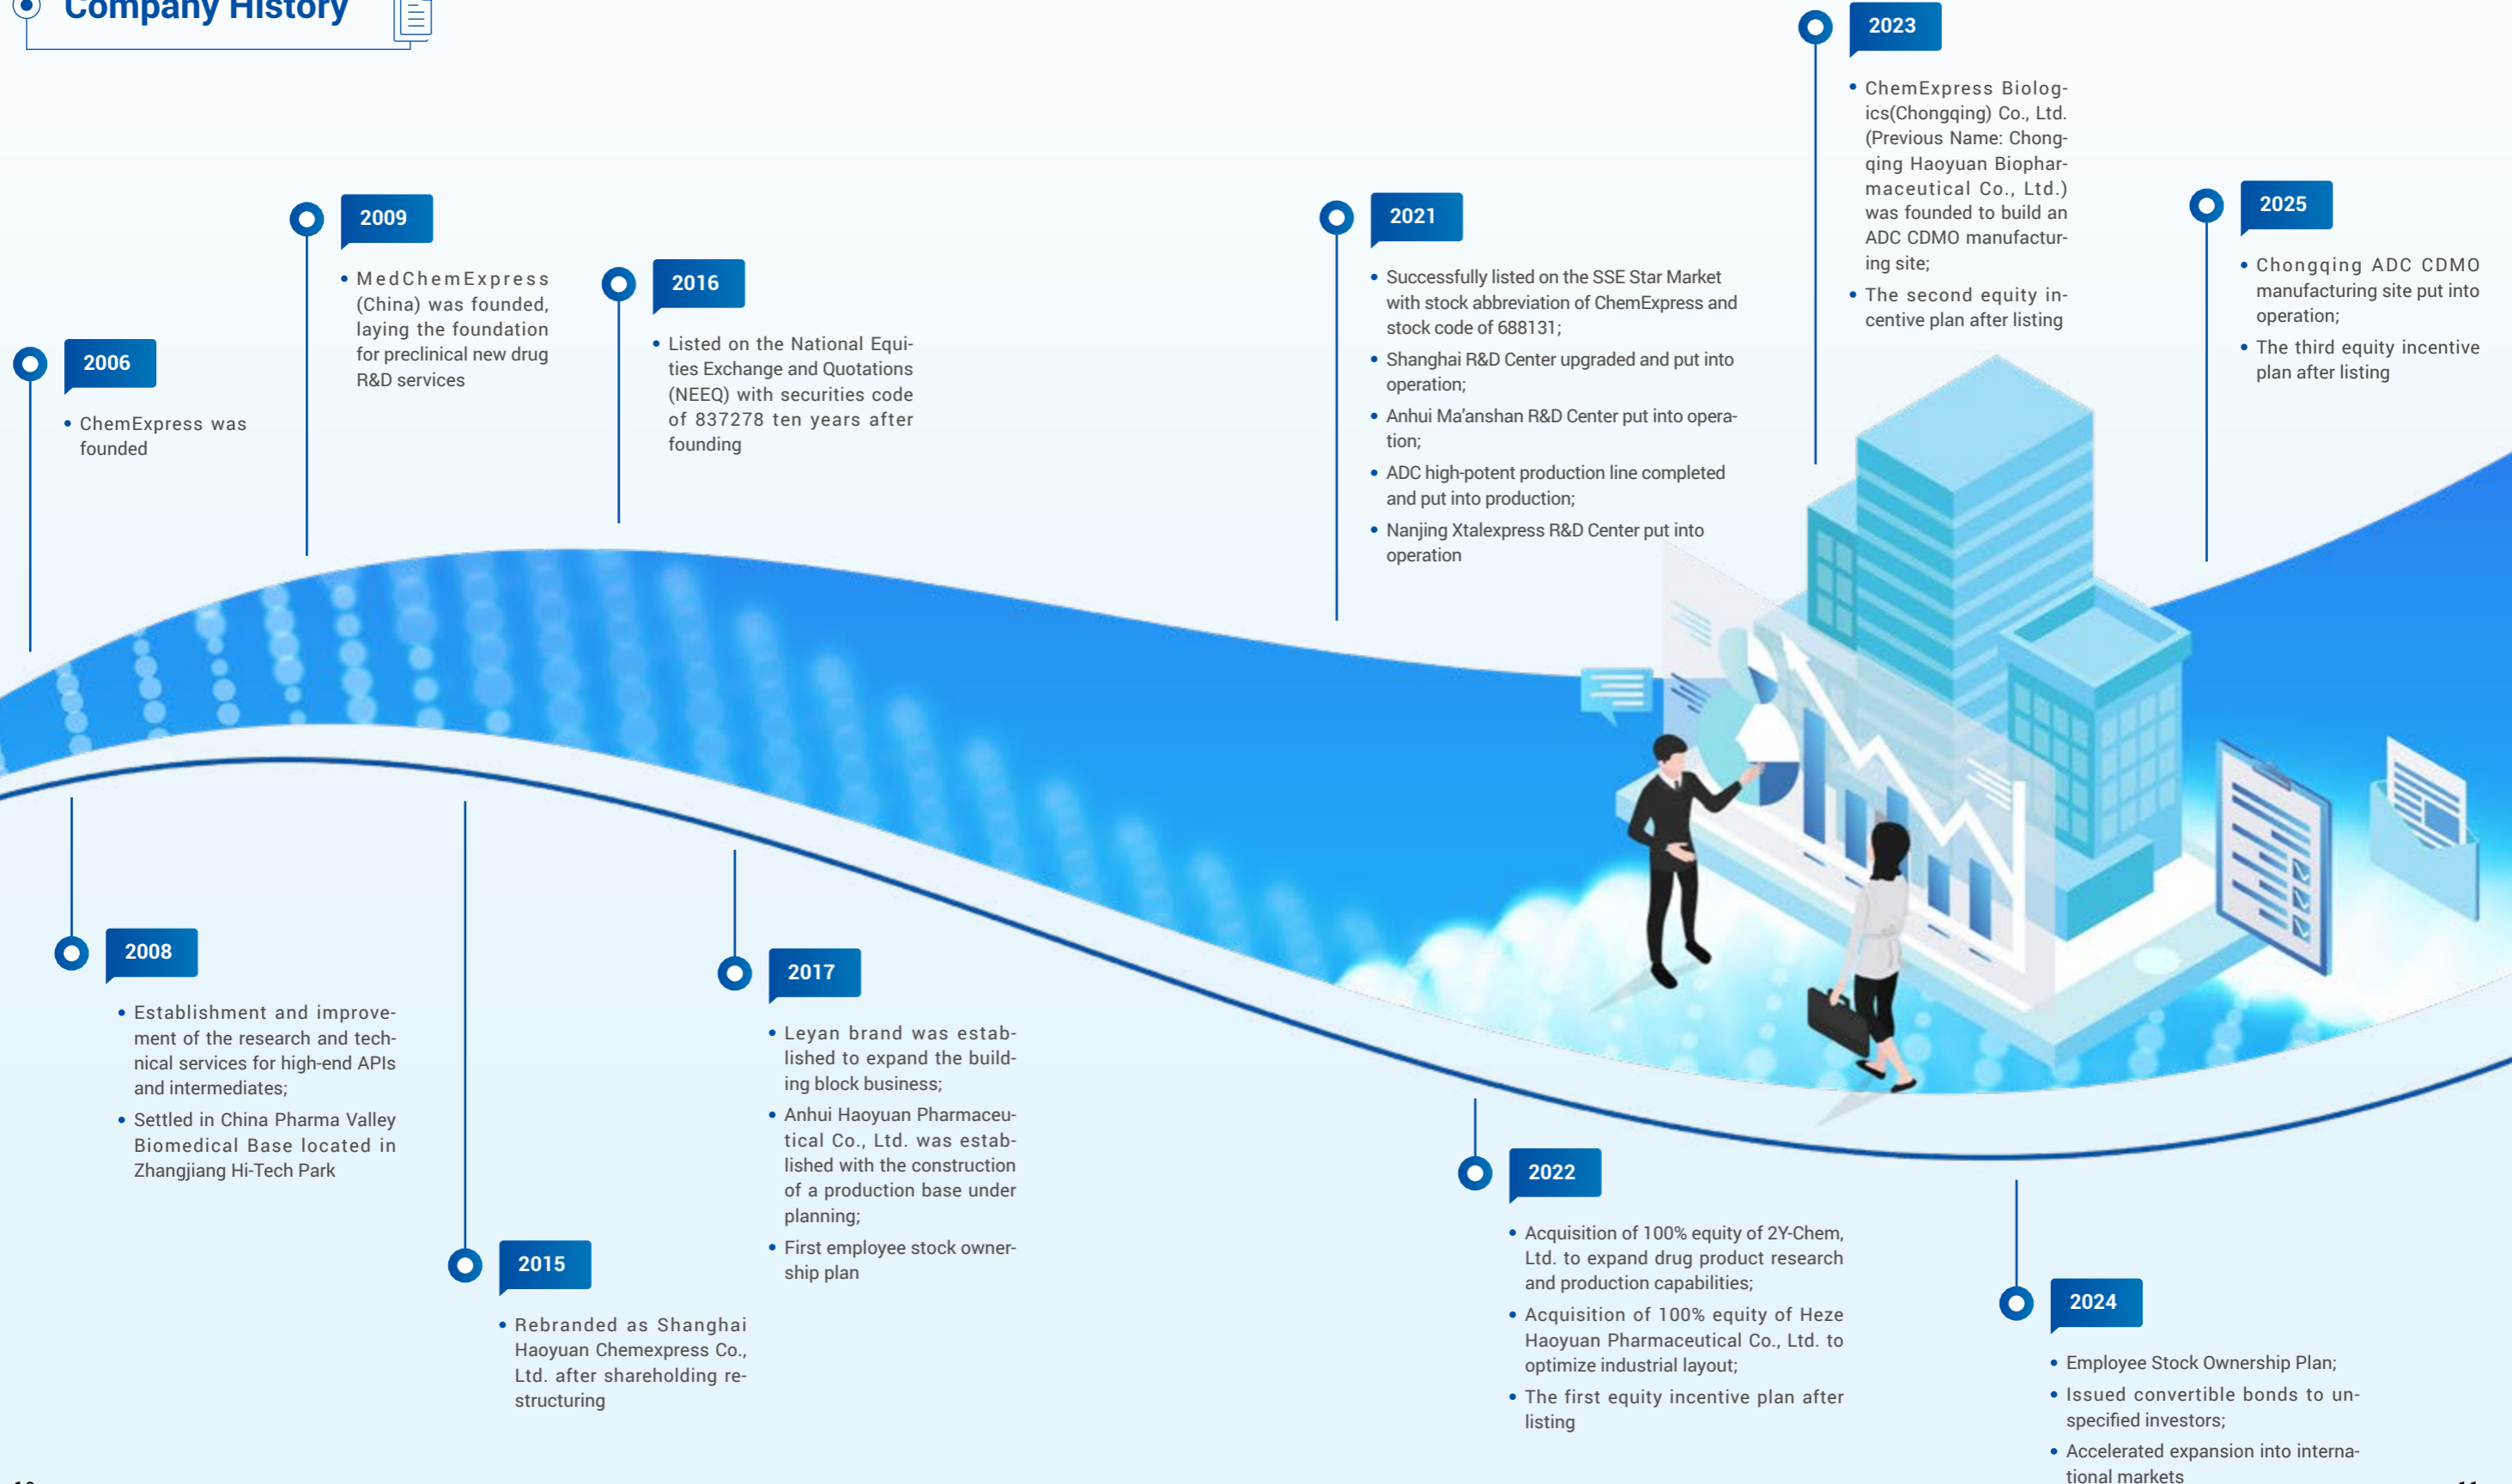 Company History
2006
• ChemExpress was
founded
2009
• MedChemExpress
(China) was founded,
laying the foundation
for preclinical new drug
R&D services
2016
• Listed on the National Equi-
ties Exchange and Quotations
(NEEQ) with securities code
of 837278 ten years after
founding
2021
• Successfully listed on the SSE Star Market
with stock abbreviation of ChemExpress and
stock code of 688131;
• Shanghai R&D Center upgraded and put into
operation;
• Anhui Ma’anshan R&D Center put into opera-
tion;
• ADC high-potent production line completed
and put into production;
• Nanjing Xtalexpress R&D Center put into
operation
2023
• ChemExpress Biolog-
ics(Chongqing) Co., Ltd.
(Previous Name: Chong-
qing Haoyuan Biophar-
maceutical Co., Ltd.)
was founded to build an
ADC CDMO manufactur-
ing site;
• The second equity in-
centive plan after listing
2025
• Chongqing ADC CDMO
manufacturing site put into
operation;
• The third equity incentive
plan after listing
2008
• Establishment and improve-
ment of the research and tech-
nical services for high-end APIs
and intermediates;
• Settled in China Pharma Valley
Biomedical Base located in
Zhangjiang Hi-Tech Park
2015
• Rebranded as Shanghai
Haoyuan Chemexpress Co.,
Ltd. after shareholding re-
structuring
2017
• Leyan brand was estab-
lished to expand the build-
ing block business;
• Anhui Haoyuan Pharmaceu-
tical Co., Ltd. was estab-
lished with the construction
of a production base under
planning;
• First employee stock owner-
ship plan
2022
• Acquisition of 100% equity of 2Y-Chem,
Ltd. to expand drug product research
and production capabilities;
• Acquisition of 100% equity of Heze
Haoyuan Pharmaceutical Co., Ltd. to
optimize industrial layout;
• The first equity incentive plan after
listing
2024
• Employee Stock Ownership Plan;
• Issued convertible bonds to un-
specified investors;
• Accelerated expansion into interna-
tional markets